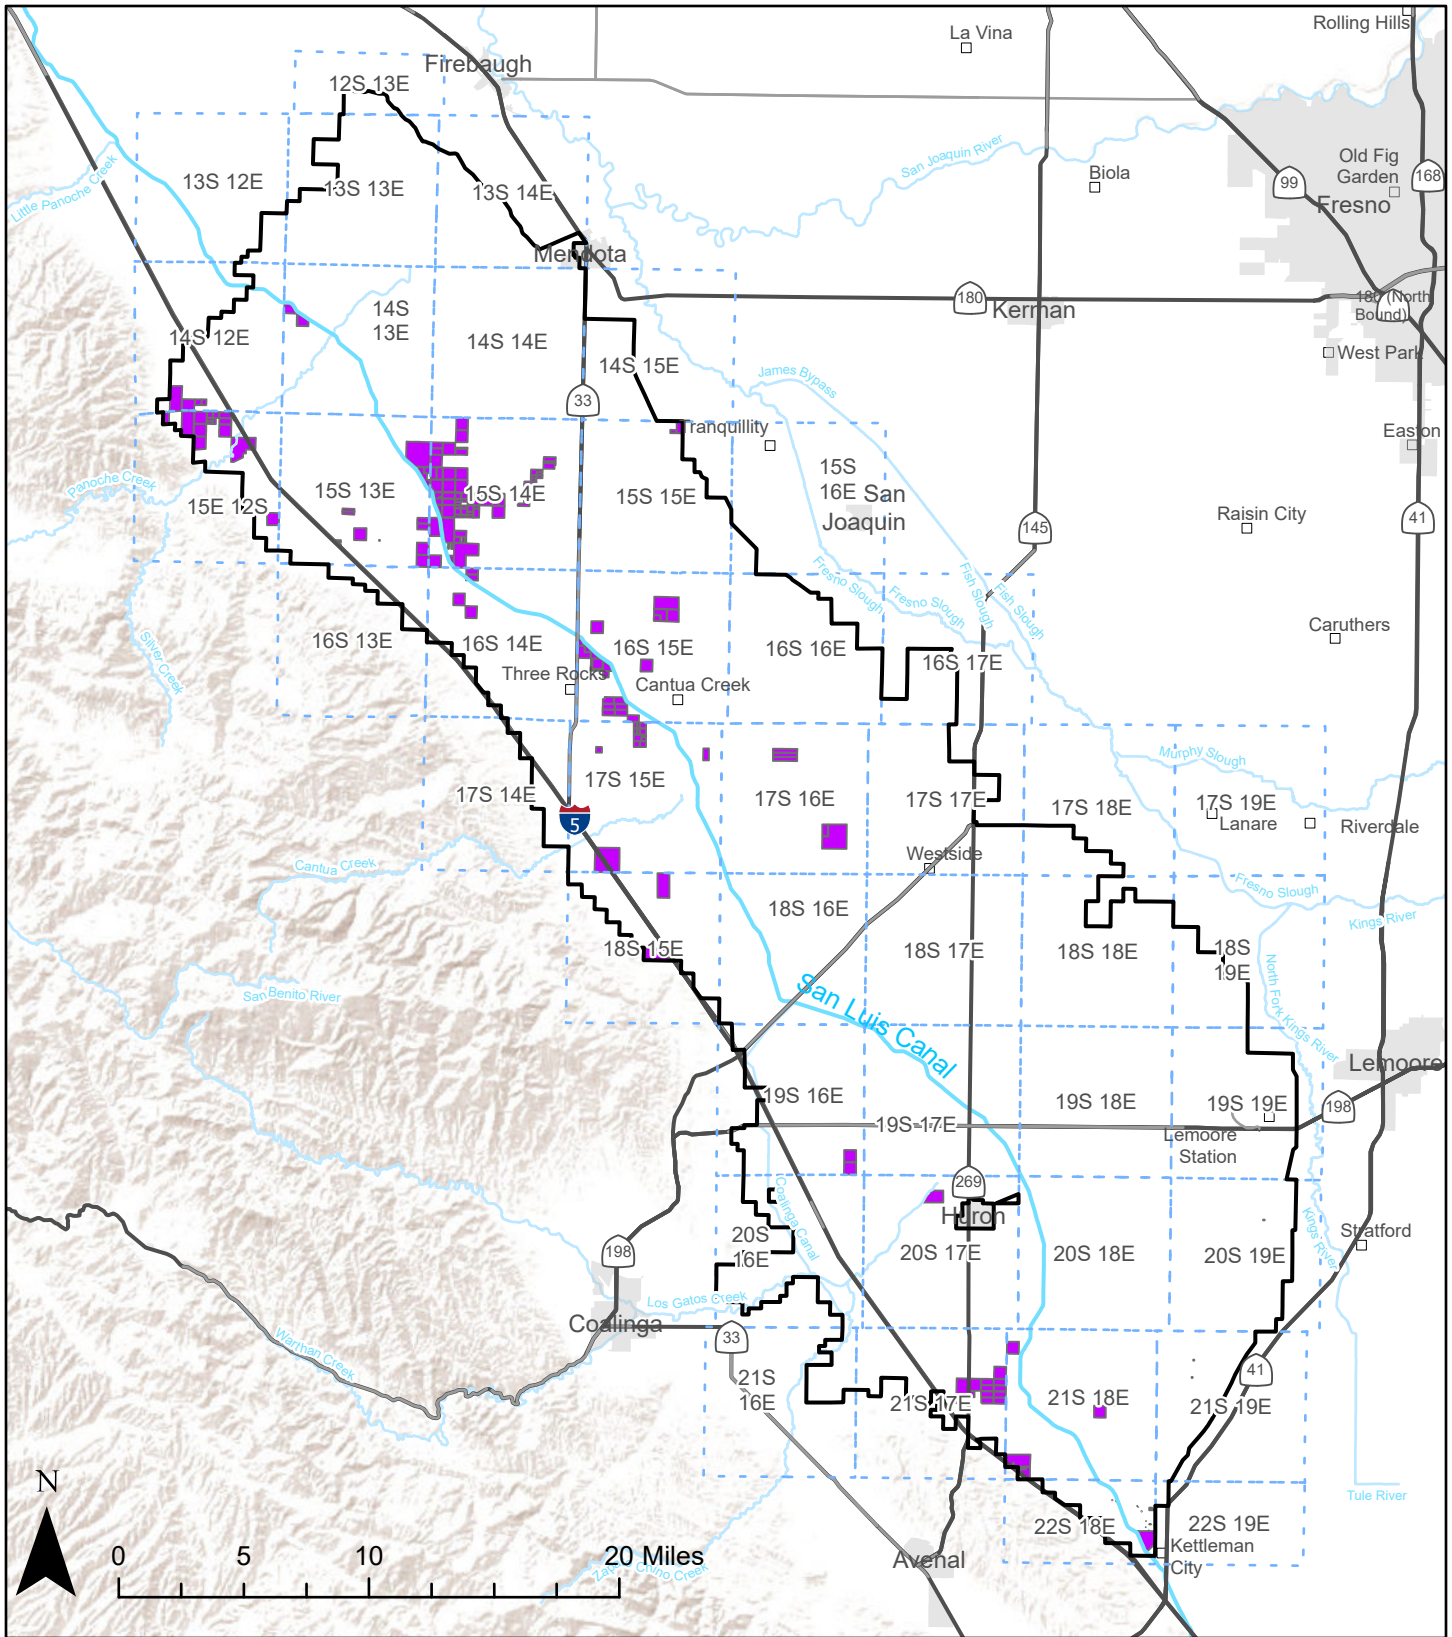 Rolling Hills
La Vina
Firebaugh
12S 13E
San Joaquin River
Old Fig
Garden
Biola
99
168
Fresno
Little Panoche Creek
13S 12E
13S 13E
13S 14E
Mendota
180
Kerman
180 (North
Bound)
14S
13E
14S 12E
14S 14E
14S 15E
West Park
James Bypass
33
Tranquillity
Easton
15S
16E
San
Joaquin
Panoche Creek
15E 12S
15S 13E
15S 14E
15S 15E
Raisin City
145
41
Fresno Slough
Fresno Slough
Fish Slough
Fish Slough
Caruthers
Silver Creek
16S 13E
16S 14E
16S 15E
16S 16E
16S 17E
Three Rocks
Cantua Creek
Murphy Slough
17S 14E
17S 15E
17S 16E
17S 17E
17S 18E
17S 19E
Lanare
Riverdale
5
Westside
Cantua Creek
Fresno Slough
Kings River
18S 16E
18S 15E
18S 17E
18S 18E
18S
19E
San Benito River
San Luis Canal
North Fork Kings River
Lemoore
19S 16E
19S 17E
19S 18E
19S 19E
198
Lemoore
Station
269
Huron
Coalinga Canal
Kings River
Stratford
198
20S
16E
20S 17E
20S 18E
20S 19E
Los Gatos Creek
Coalinga
33
Warthan Creek
41
21S
16E
21S 17E
21S 18E
21S 19E
Tule River
22S 18E
22S 19E
Kettleman
City
Avenal
N
0
5
10
20 Miles